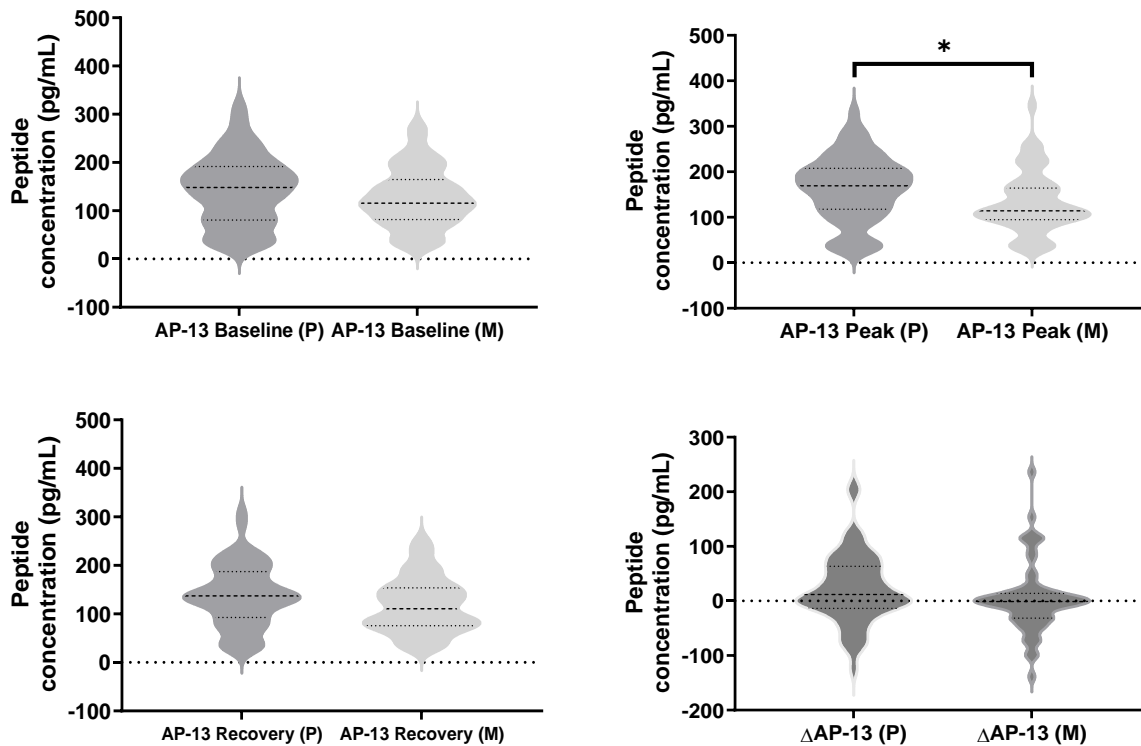 500
400
300
200
100
0
-100
Peptide
concentration (pg/mL)
AP-13 Baseline (P) AP-13 Baseline (M)
500
400
300
200
100
0
-100
Peptide
concentration (pg/mL)
*
AP-13 Peak (P) AP-13 Peak (M)
500
400
300
200
100
0
-100
Peptide
concentration (pg/mL)
AP-13 Recovery (P) AP-13 Recovery (M)
300
200
100
0
-100
-200
Peptide
concentration (pg/mL)
ΔAP-13 (P) ΔAP-13 (M)